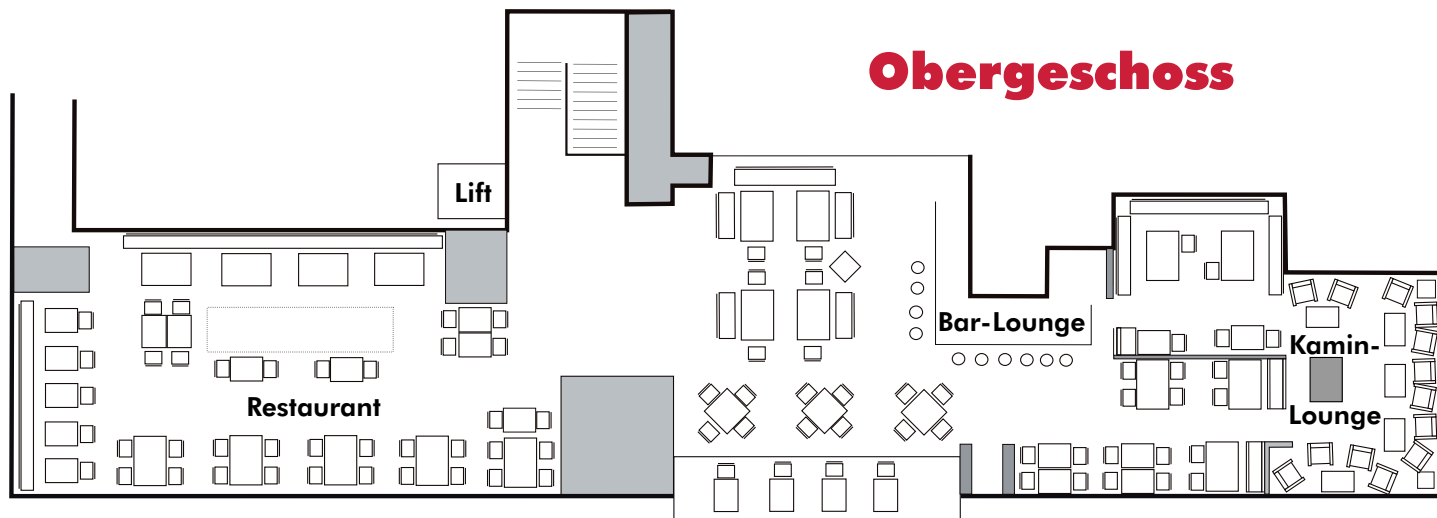 Obergeschoss
Lift
Bar-Lounge
Kamin-
Lounge
Restaurant